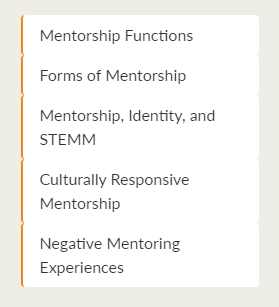 Mentorship Functions
Forms of Mentorship
Mentorship, Identity, and
STEMM
Culturally Responsive
Mentorship
Negative Mentoring
Experiences